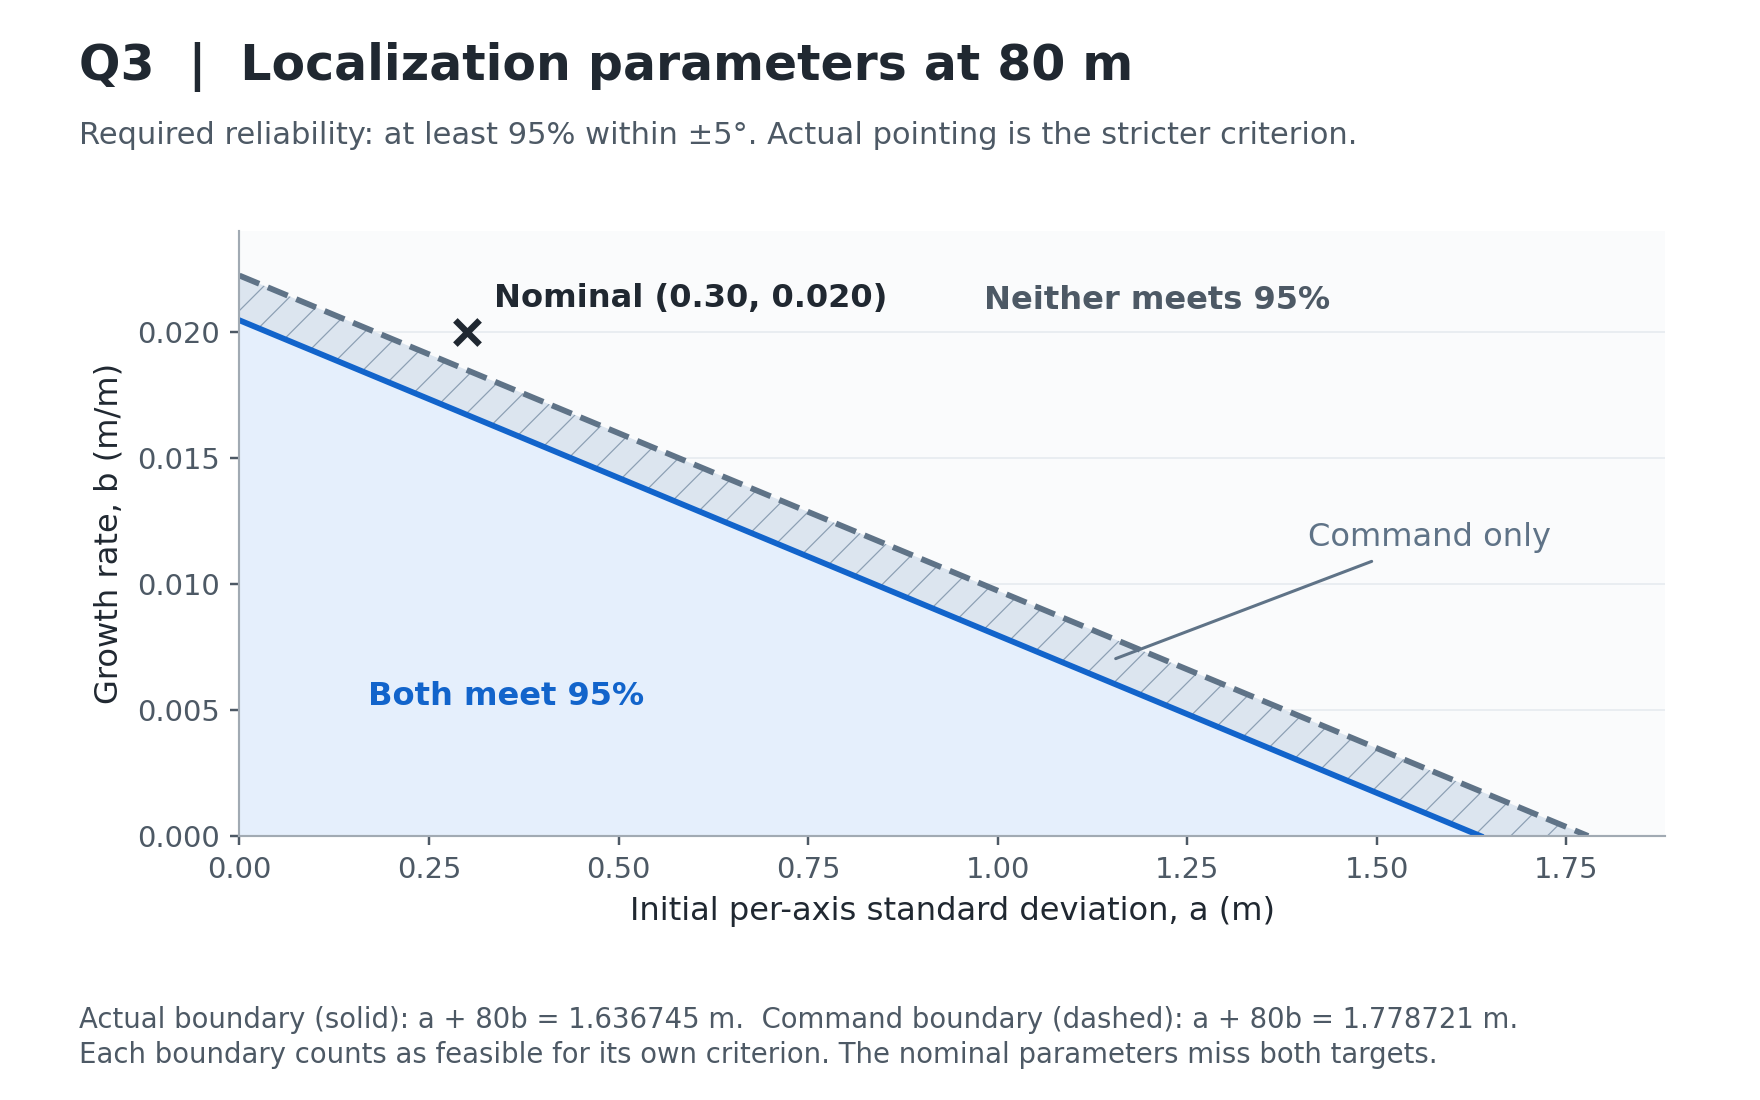 Q3 | Localization parameters at 80 m
Required reliability: at least 95% within ±5°. Actual pointing is the stricter criterion.
Nominal (0.30, 0.020)
Neither meets 95%
Command only
Both meet 95%
Growth rate, b (m/m)
0.020
0.015
0.010
0.005
0.000
0.00 0.25 0.50 0.75 1.00 1.25 1.50 1.75
Initial per-axis standard deviation, a (m)
Actual boundary (solid): a + 80b = 1.636745 m. Command boundary (dashed): a + 80b = 1.778721 m.
Each boundary counts as feasible for its own criterion. The nominal parameters miss both targets.